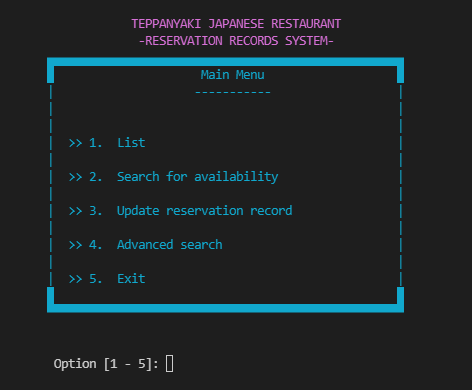 TEPPANYAKI JAPANESE RESTAURANT
-RESERVATION RECORDS SYSTEM-
Main Menu
-----------
>> 1. List
>> 2. Search for availability
>> 3. Update reservation record
>> 4. Advanced search
>> 5. Exit
Option [1 - 5]: